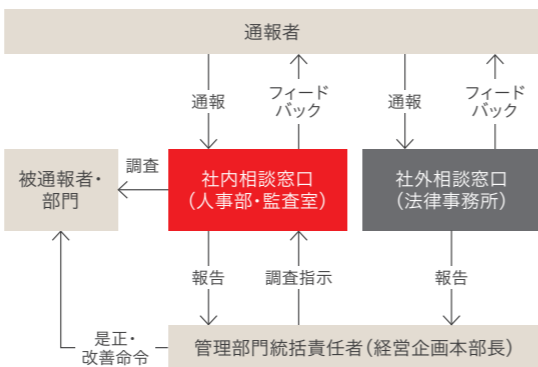 通報者
通報
フィード
バック
通報
フィード
バック
被通報者・
部門
調査
社内相談窓口
（人事部・監査室）
社外相談窓口
（法律事務所）
報告
調査指示
報告
是正・
改善命令
管理部門統括責任者（経営企画本部長）